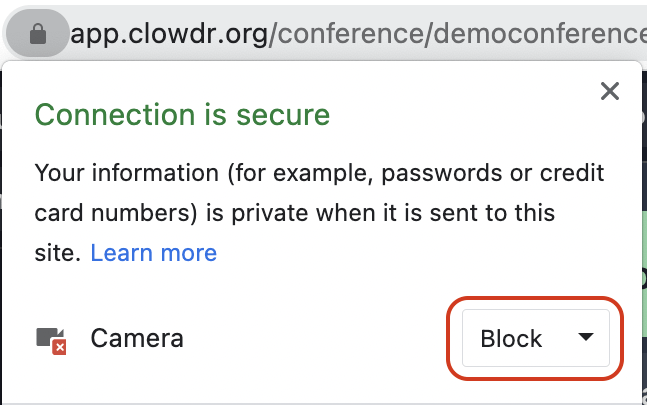 app.clowdr.org/conference/democonference
Connection is secure
Your information (for example, passwords or credit
card numbers) is private when it is sent to this
site. Learn more
Camera
Block